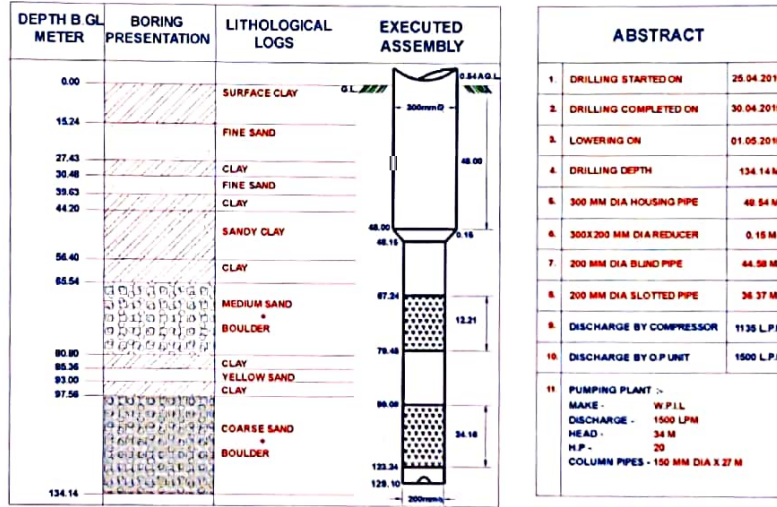 DEPTH B.GL METER
BORING PRESENTATION
LITHOLOGICAL LOGS
EXECUTED ASSEMBLY
0.00
15.24
27.43
30.48
39.63
44.20
56.40
65.54
80.80
85.36
93.00
97.56
134.14
SURFACE CLAY
FINE SAND
CLAY
FINE SAND
CLAY
SANDY CLAY
CLAY
MEDIUM SAND
+
BOULDER
CLAY
YELLOW SAND
CLAY
COARSE SAND
+
BOULDER
G.L.
0.54 A.G.L.
300mm
48.00
48.00
0.15
48.15
67.24
12.21
79.45
34.16
123.24
129.10
200mm
ABSTRACT
1. DRILLING STARTED ON 25.04.201
2. DRILLING COMPLETED ON 30.04.201
3. LOWERING ON 01.05.201
4. DRILLING DEPTH 134.14 M
5. 300 MM DIA HOUSING PIPE 48.54 M
6. 300X200 MM DIA REDUCER 0.15 M
7. 200 MM DIA BLIND PIPE 44.58 M
8. 200 MM DIA SLOTTED PIPE 36.37 M
9. DISCHARGE BY COMPRESSOR 1135 L.P.
10. DISCHARGE BY O.P UNIT 1500 L.P.
11 PUMPING PLANT :-
MAKE - W.P.I.L
DISCHARGE - 1500 LPM
HEAD - 34 M
H.P - 20
COLUMN PIPES - 150 MM DIA X 27 M